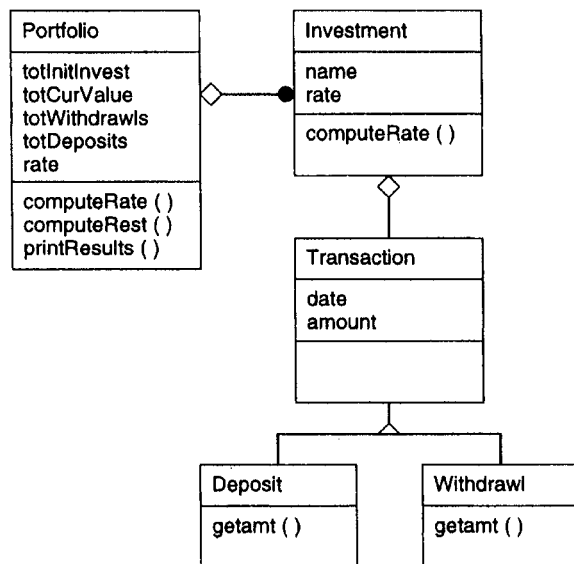 Portfolio
totInitInvest
totCurValue
totWithdrawls
totDeposits
rate
computeRate ( )
computeRest ( )
printResults ( )
Investment
name
rate
computeRate ( )
Transaction
date
amount
Deposit
getamt ( )
Withdrawl
getamt ( )